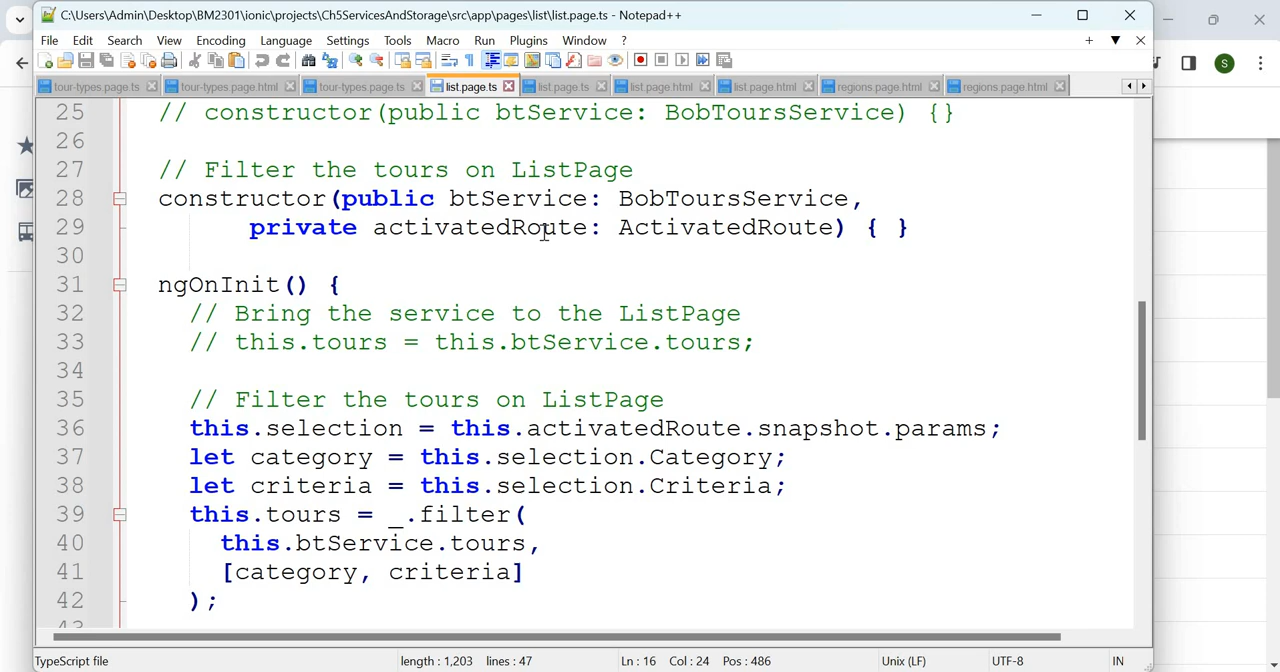 C:\Users\Admin\Desktop\BM2301\ionic\projects\Ch5ServicesAndStorage\src\app\pages\list\list.page.ts - Notepad++
File Edit Search View Encoding Language Settings Tools Macro Run Plugins Window ?
tour-types.page.ts tour-types.page.html tour-types.page.ts list.page.ts list.page.ts list.page.html list.page.html regions.page.html regions.page.html
25 // constructor(public btService: BobToursService) {}
26
27 // Filter the tours on ListPage
28 constructor(public btService: BobToursService,
29 private activatedRoute: ActivatedRoute) { }
30
31 ngOnInit() {
32 // Bring the service to the ListPage
33 // this.tours = this.btService.tours;
34
35 // Filter the tours on ListPage
36 this.selection = this.activatedRoute.snapshot.params;
37 let category = this.selection.Category;
38 let criteria = this.selection.Criteria;
39 this.tours = _.filter(
40 this.btService.tours,
41 [category, criteria]
42 );
43
TypeScript file length : 1,203 lines : 47 Ln : 16 Col : 24 Pos : 486 Unix (LF) UTF-8 IN
S